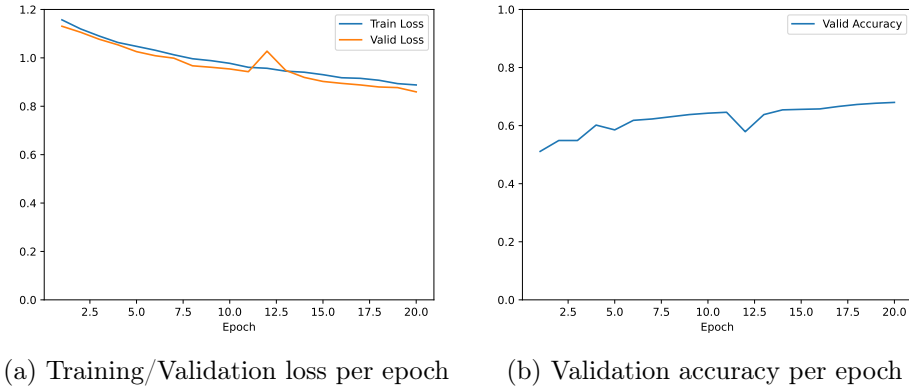 1.2
1.0
0.8
0.6
0.4
0.2
0.0
Train Loss
Valid Loss
2.5 5.0 7.5 10.0 12.5 15.0 17.5 20.0
Epoch
(a) Training/Validation loss per epoch
1.0
0.8
0.6
0.4
0.2
0.0
Valid Accuracy
2.5 5.0 7.5 10.0 12.5 15.0 17.5 20.0
Epoch
(b) Validation accuracy per epoch